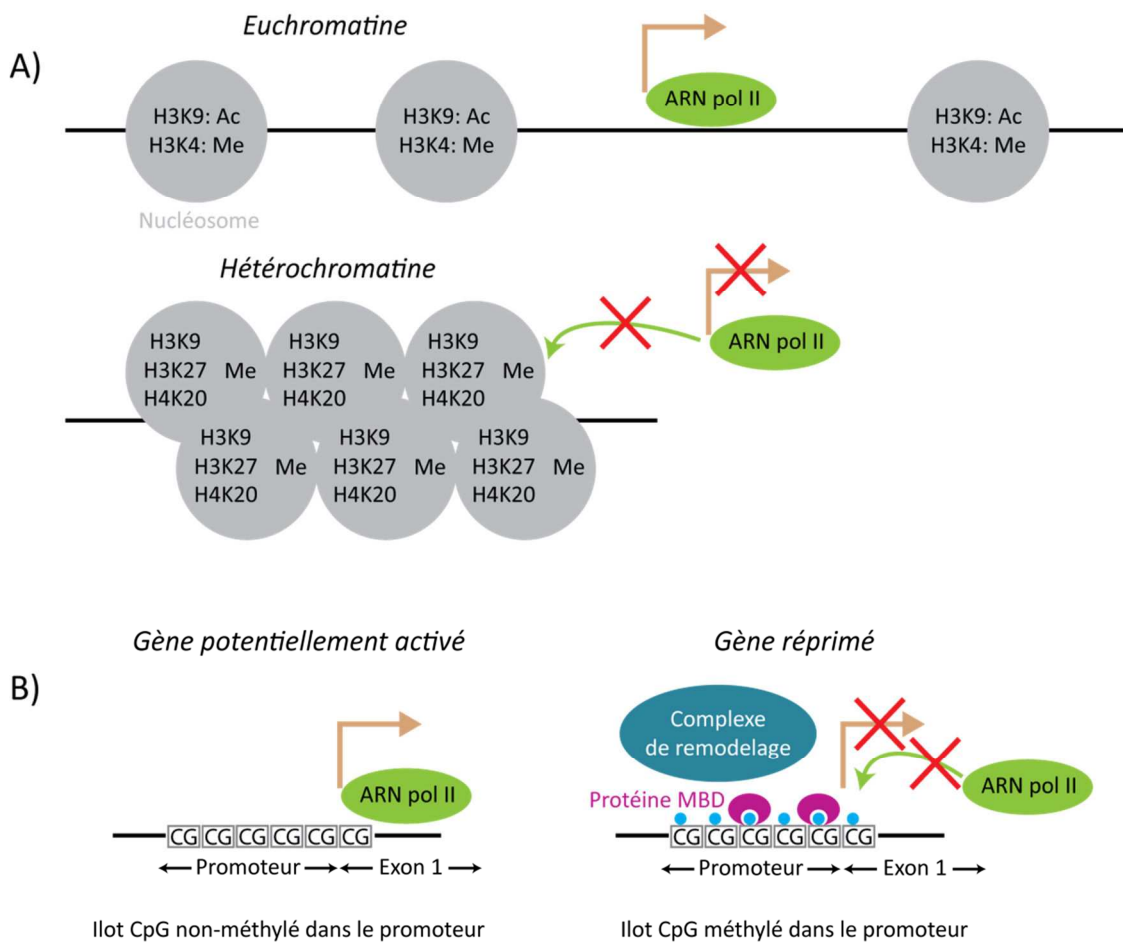 Euchromatine
A)
ARN pol II
H3K9: Ac
H3K4: Me
H3K9: Ac
H3K4: Me
H3K9: Ac
H3K4: Me
Nucléosome
Hétérochromatine
ARN pol II
H3K9
H3K27 Me
H4K20
H3K9
H3K27 Me
H4K20
H3K9
H3K27 Me
H4K20
H3K9
H3K27 Me
H4K20
H3K9
H3K27 Me
H4K20
H3K9
H3K27 Me
H4K20
Gène potentiellement activé
Gène réprimé
B)
ARN pol II
CG CG CG CG CG CG
Promoteur Exon 1
Ilot CpG non-méthylé dans le promoteur
Complexe
de remodelage
Protéine MBD
ARN pol II
CG CG CG CG CG CG
Promoteur Exon 1
Ilot CpG méthylé dans le promoteur